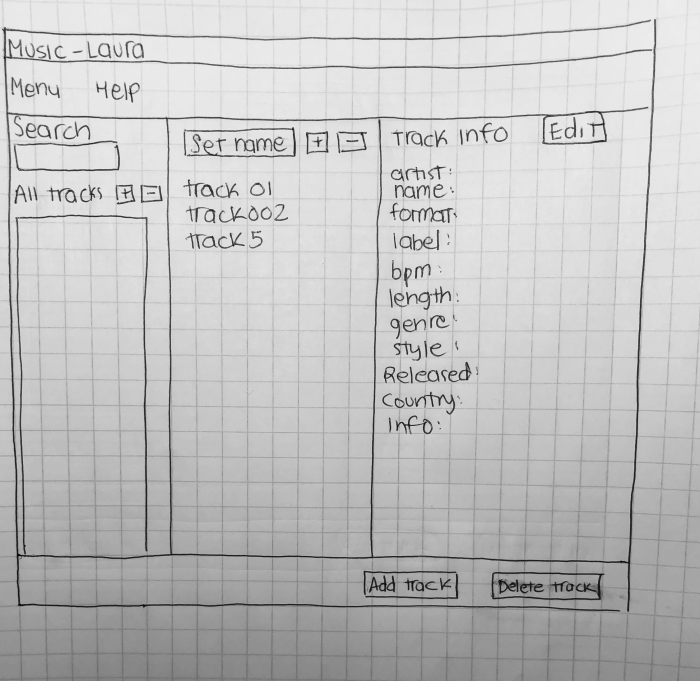 Music-Laura
Menu Help
Search
All tracks + -
Set name + -
track 01
track002
track 5
track info Edit
artist:
name:
format:
label:
bpm:
length:
genre:
style:
Released:
Country:
Info:
Add track Delete track